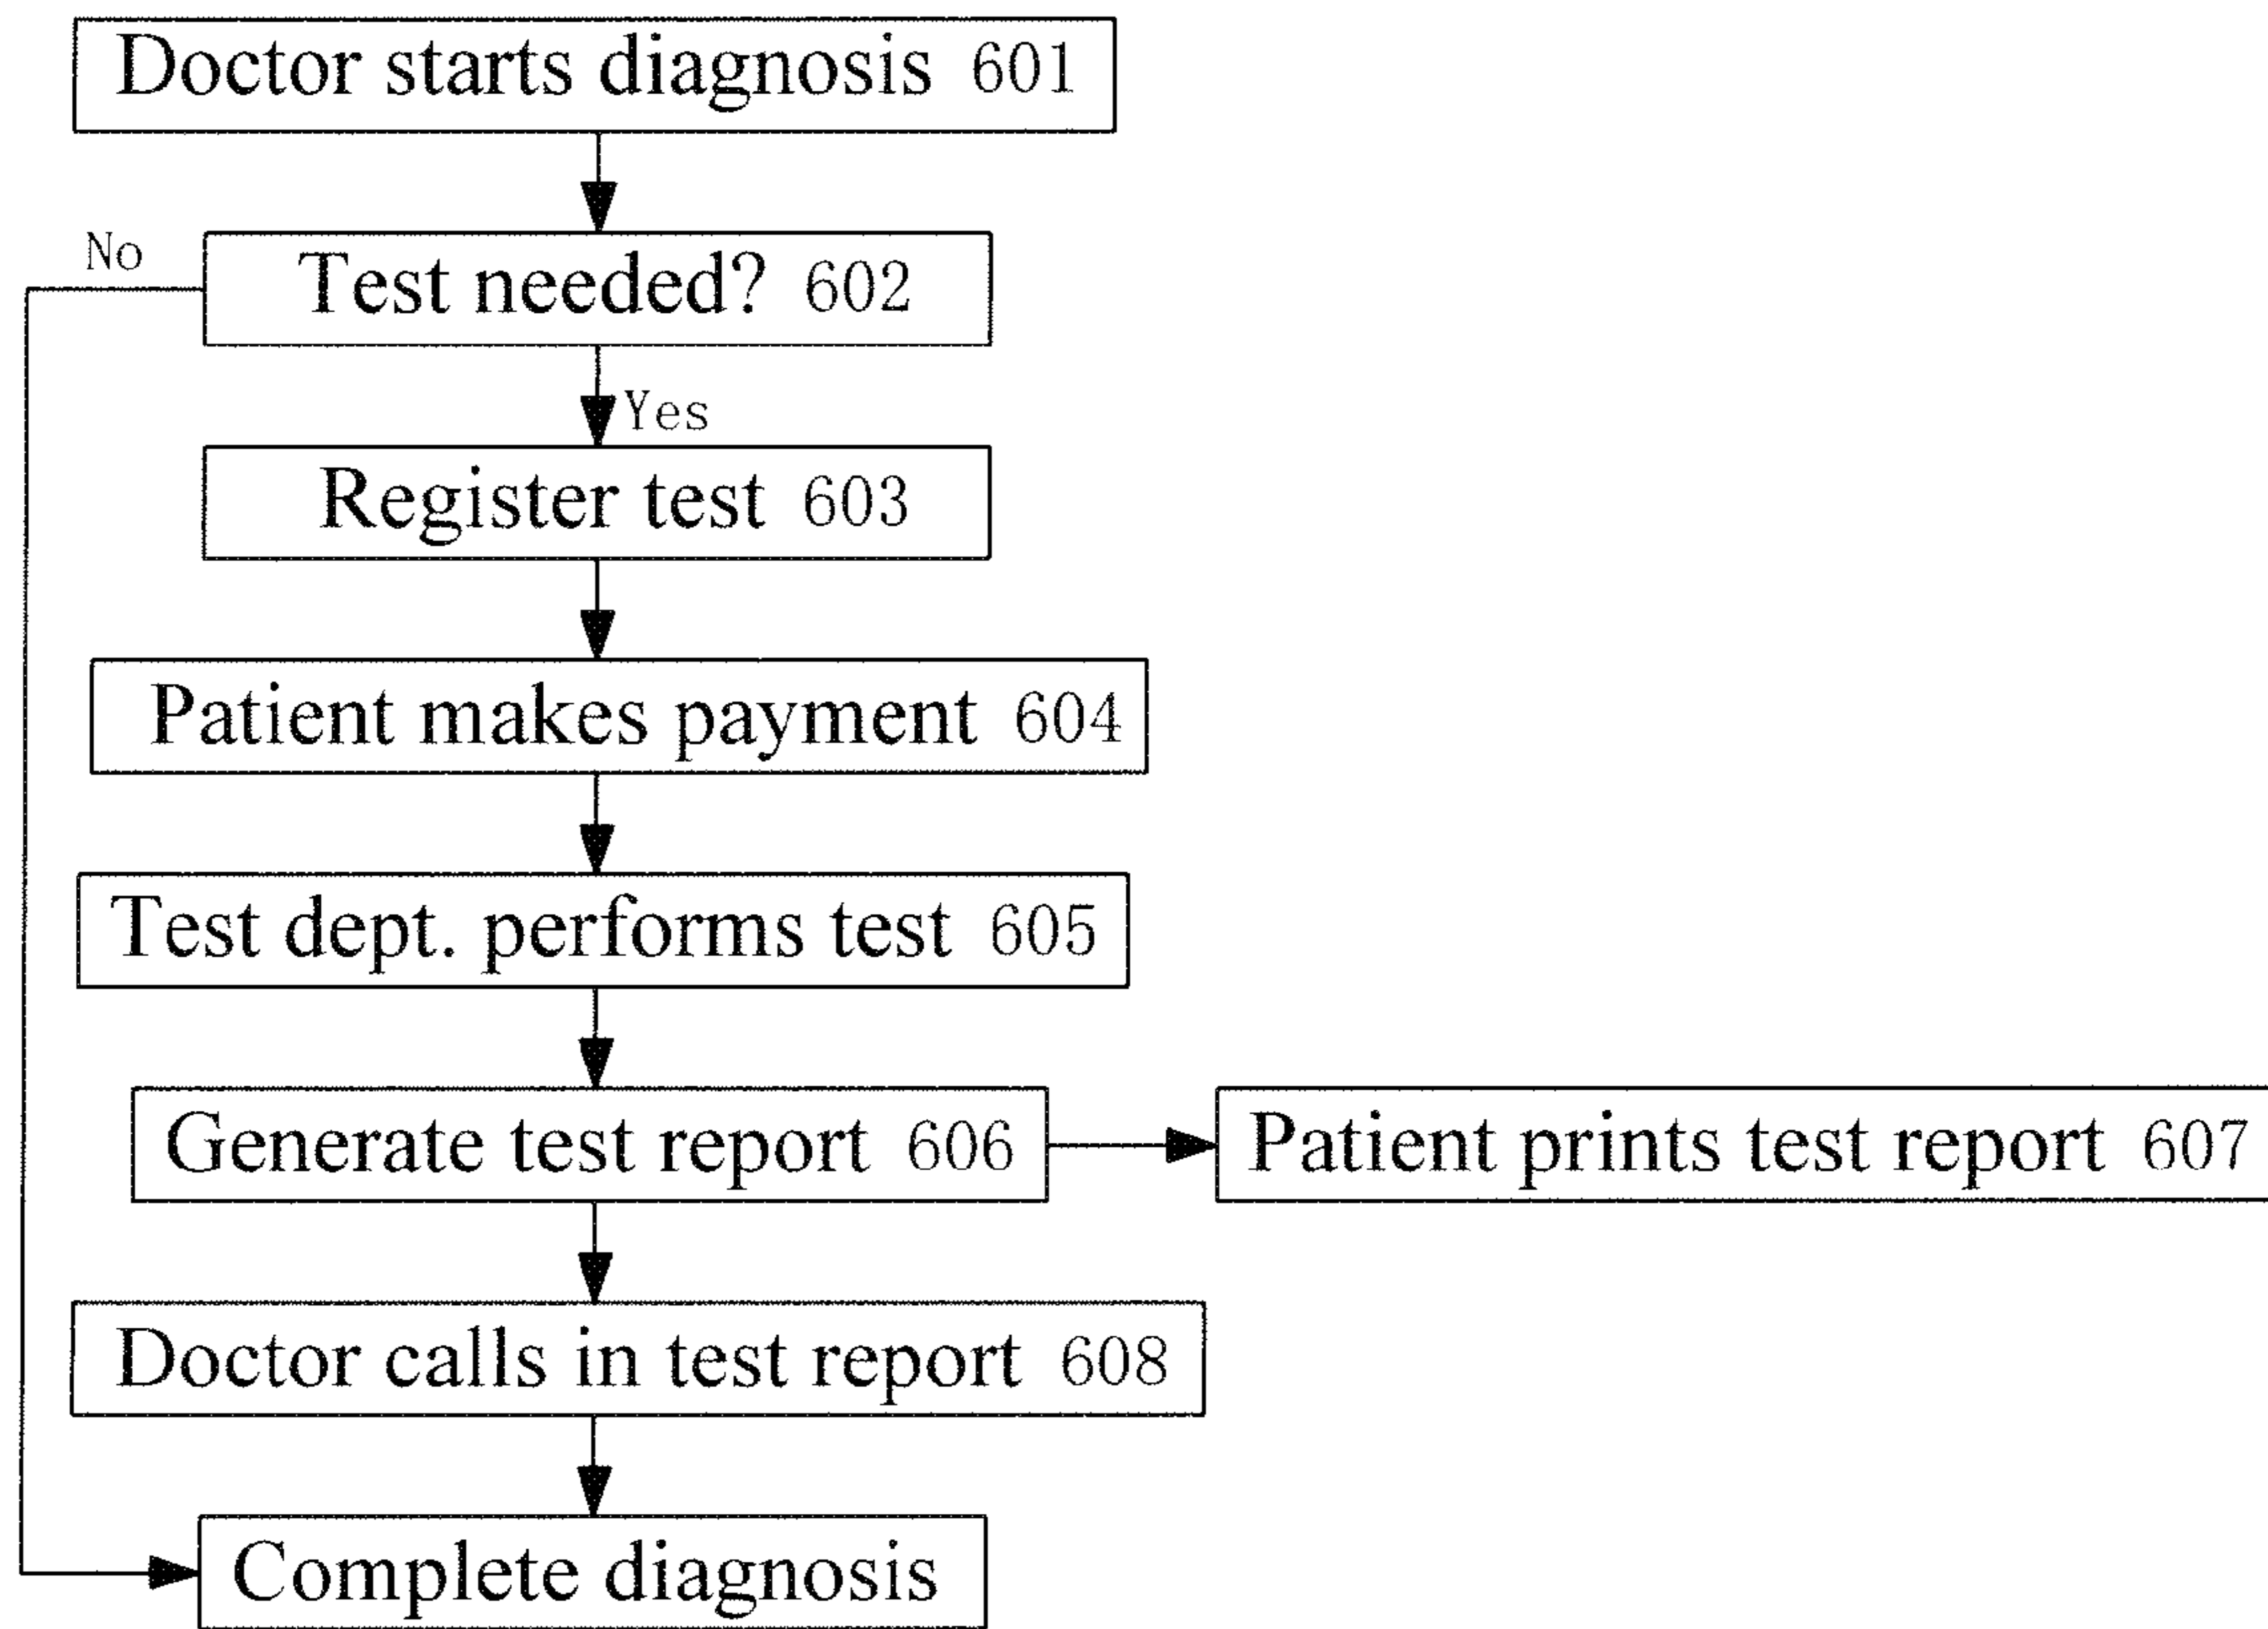 Doctor starts diagnosis 601
No
Test needed? 602
Yes
Register test 603
Patient makes payment 604
Test dept. performs test 605
Generate test report 606
Patient prints test report 607
Doctor calls in test report 608
Complete diagnosis